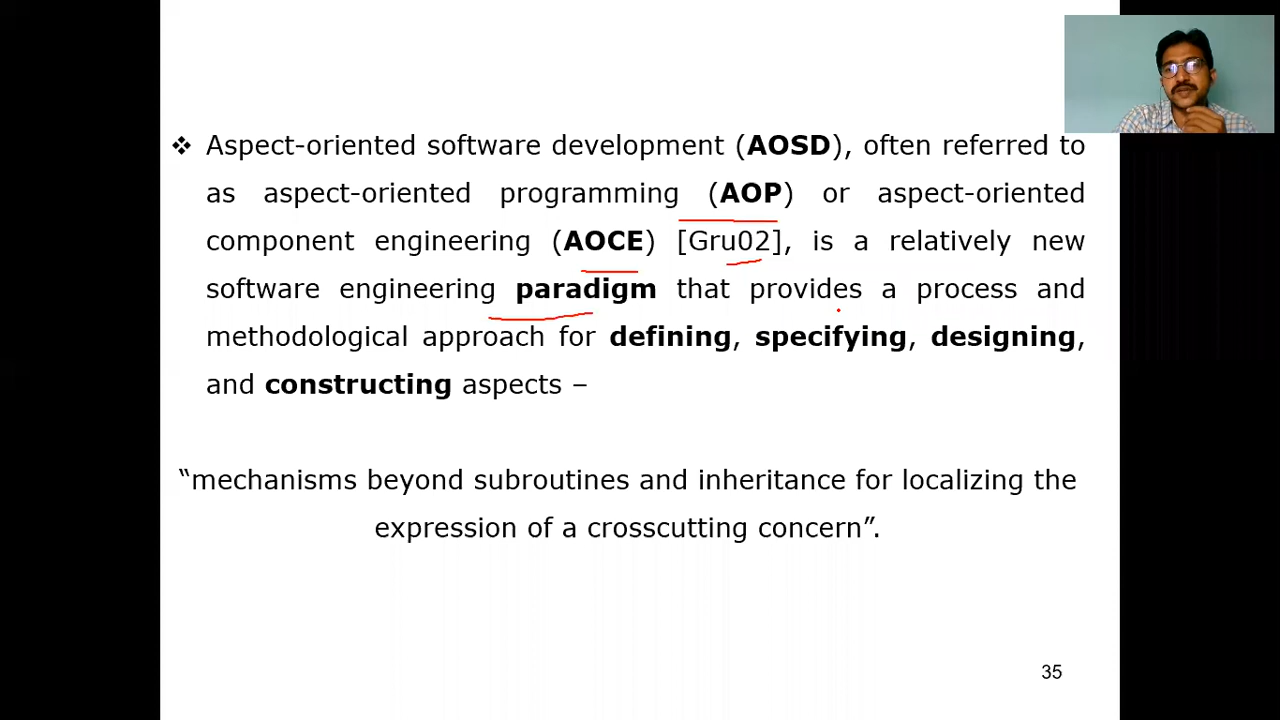 ❖ Aspect-oriented software development (AOSD), often referred to
as aspect-oriented programming (AOP) or aspect-oriented
component engineering (AOCE) [Gru02], is a relatively new
software engineering paradigm that provides a process and
methodological approach for defining, specifying, designing,
and constructing aspects –
“mechanisms beyond subroutines and inheritance for localizing the
expression of a crosscutting concern”.
35